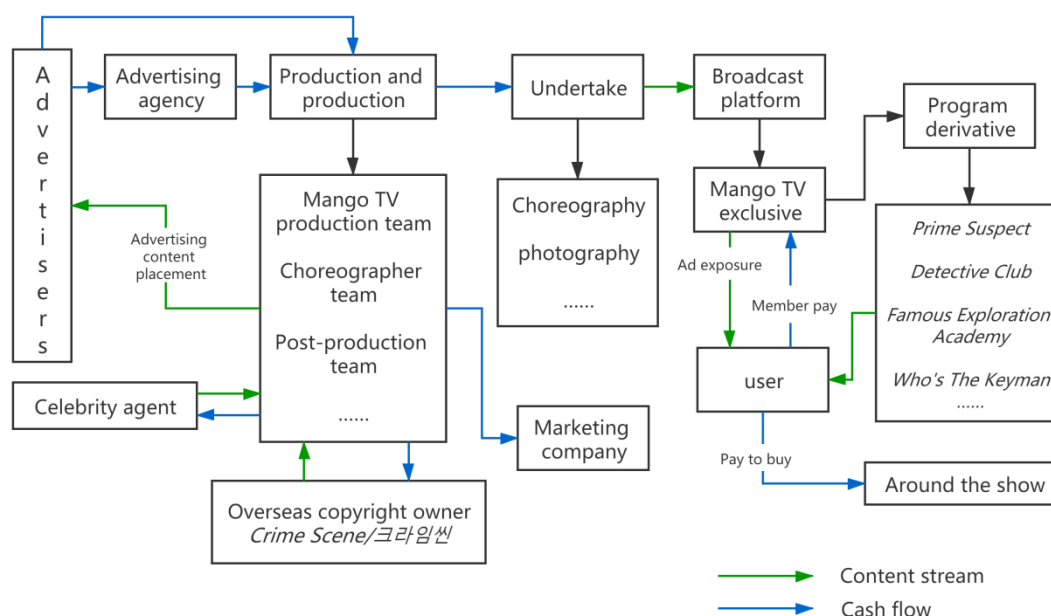 Advertisers
Advertising
agency
Production and
production
Undertake
Broadcast
platform
Program
derivative
Mango TV
production team
Choreographer
team
Post-production
team
......
Choreography
photography
......
Mango TV
exclusive
Prime Suspect
Detective Club
Famous Exploration
Academy
Who's The Keyman
......
Advertising
content
placement
Ad exposure
Member pay
user
Celebrity agent
Marketing
company
Pay to buy
Around the show
Overseas copyright owner
Crime Scene/크라임씬
Content stream
Cash flow